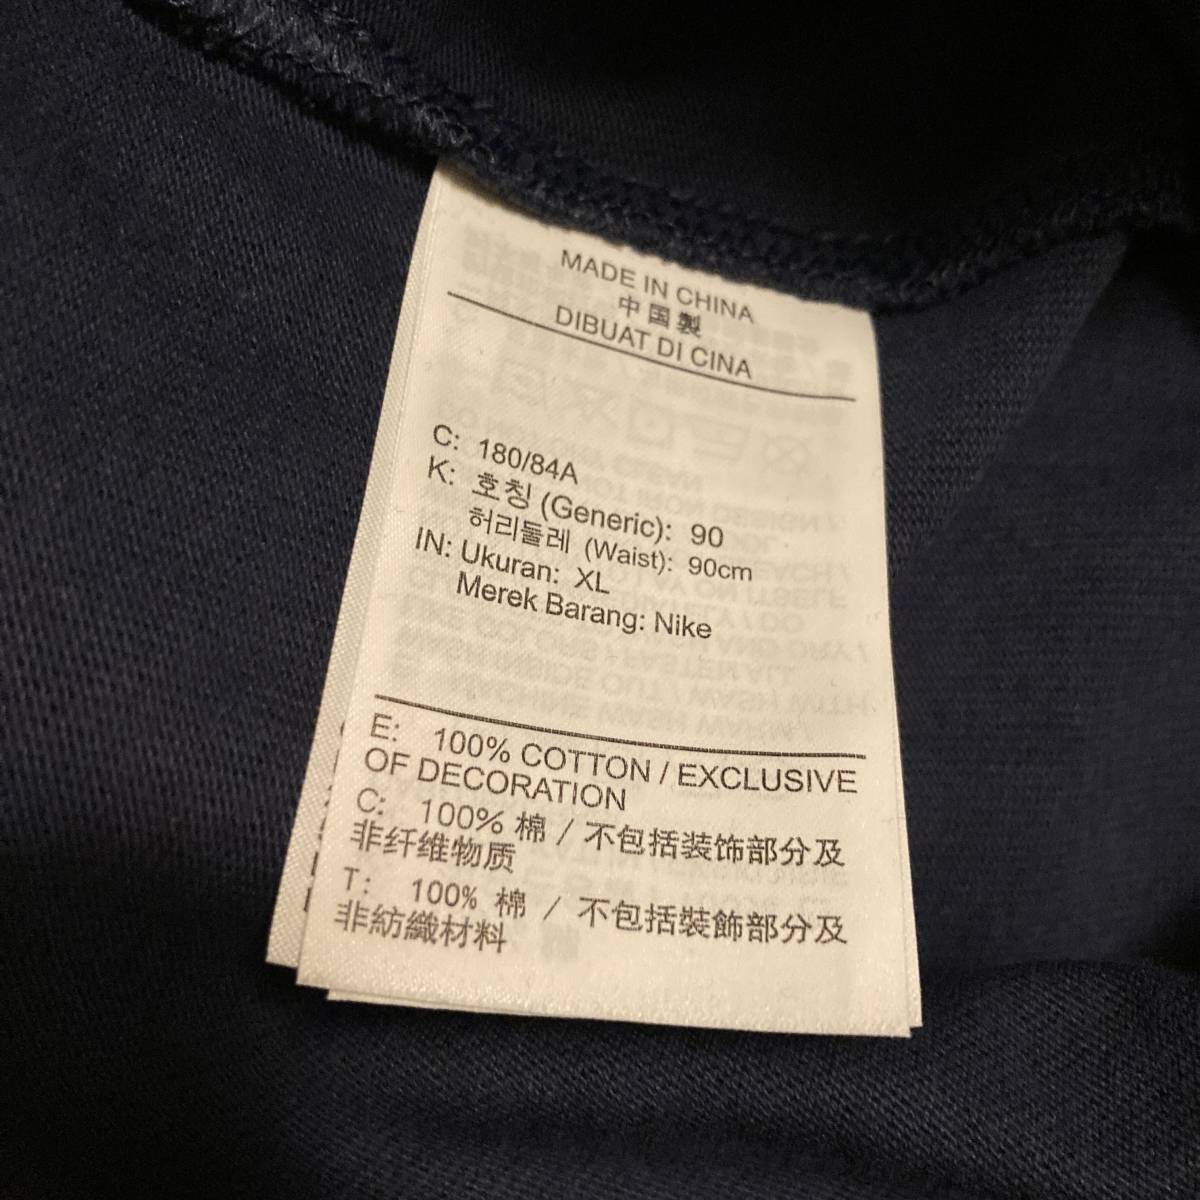 MADE IN CHINA
中国製
DIBUAT DI CINA
C: 180/84A
K: 호칭 (Generic): 90
허리둘레 (Waist): 90cm
IN: Ukuran: XL
Merek Barang: Nike
E: 100% COTTON / EXCLUSIVE
OF DECORATION
C: 100% 棉 / 不包括装饰部分及
非纤维物质
T: 100% 棉 / 不包括裝飾部分及
非紡織材料